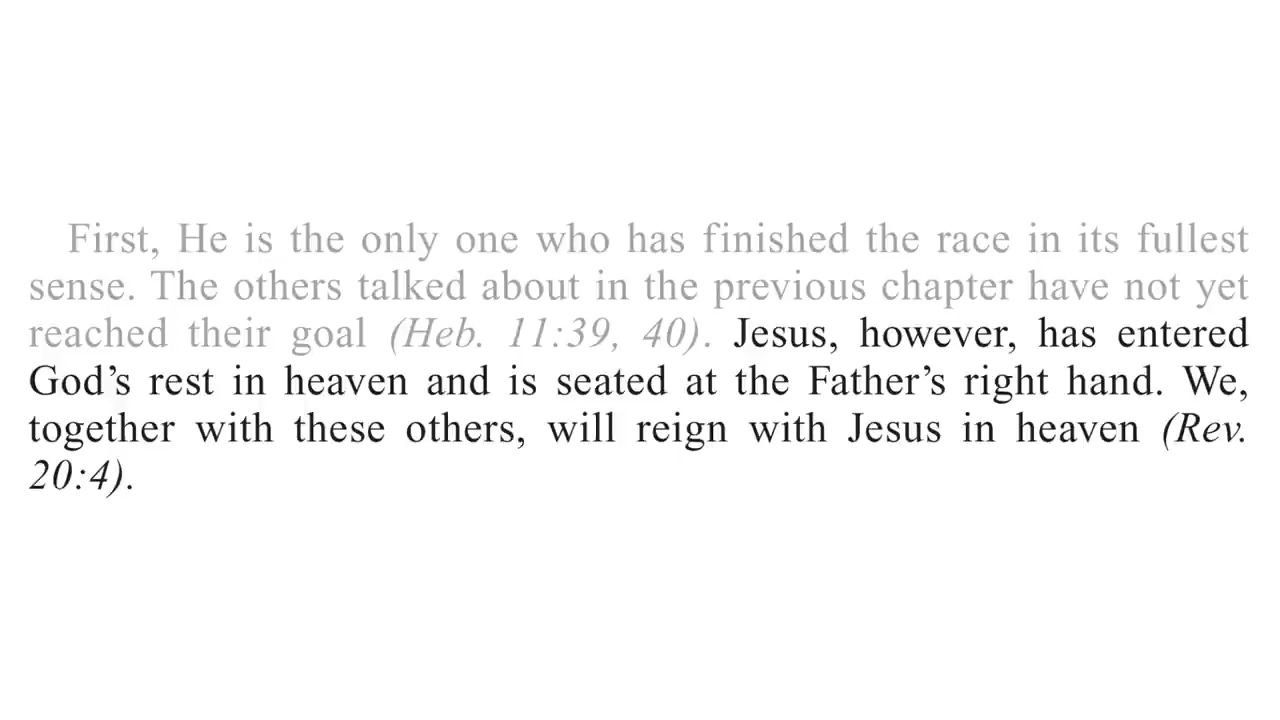 First, He is the only one who has finished the race in its fullest
sense. The others talked about in the previous chapter have not yet
reached their goal (Heb. 11:39, 40). Jesus, however, has entered
God’s rest in heaven and is seated at the Father’s right hand. We,
together with these others, will reign with Jesus in heaven (Rev.
20:4).